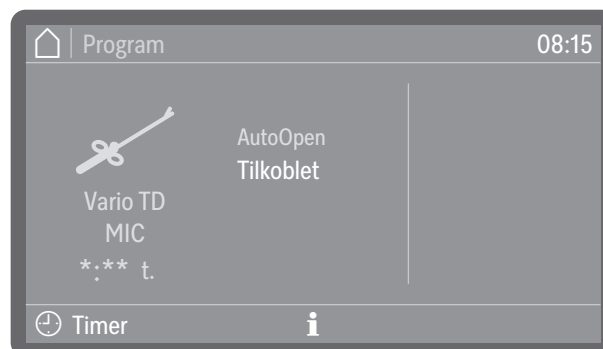 Program
08:15
AutoOpen
Tilkoblet
Vario TD
MIC
*:** t.
Timer
i